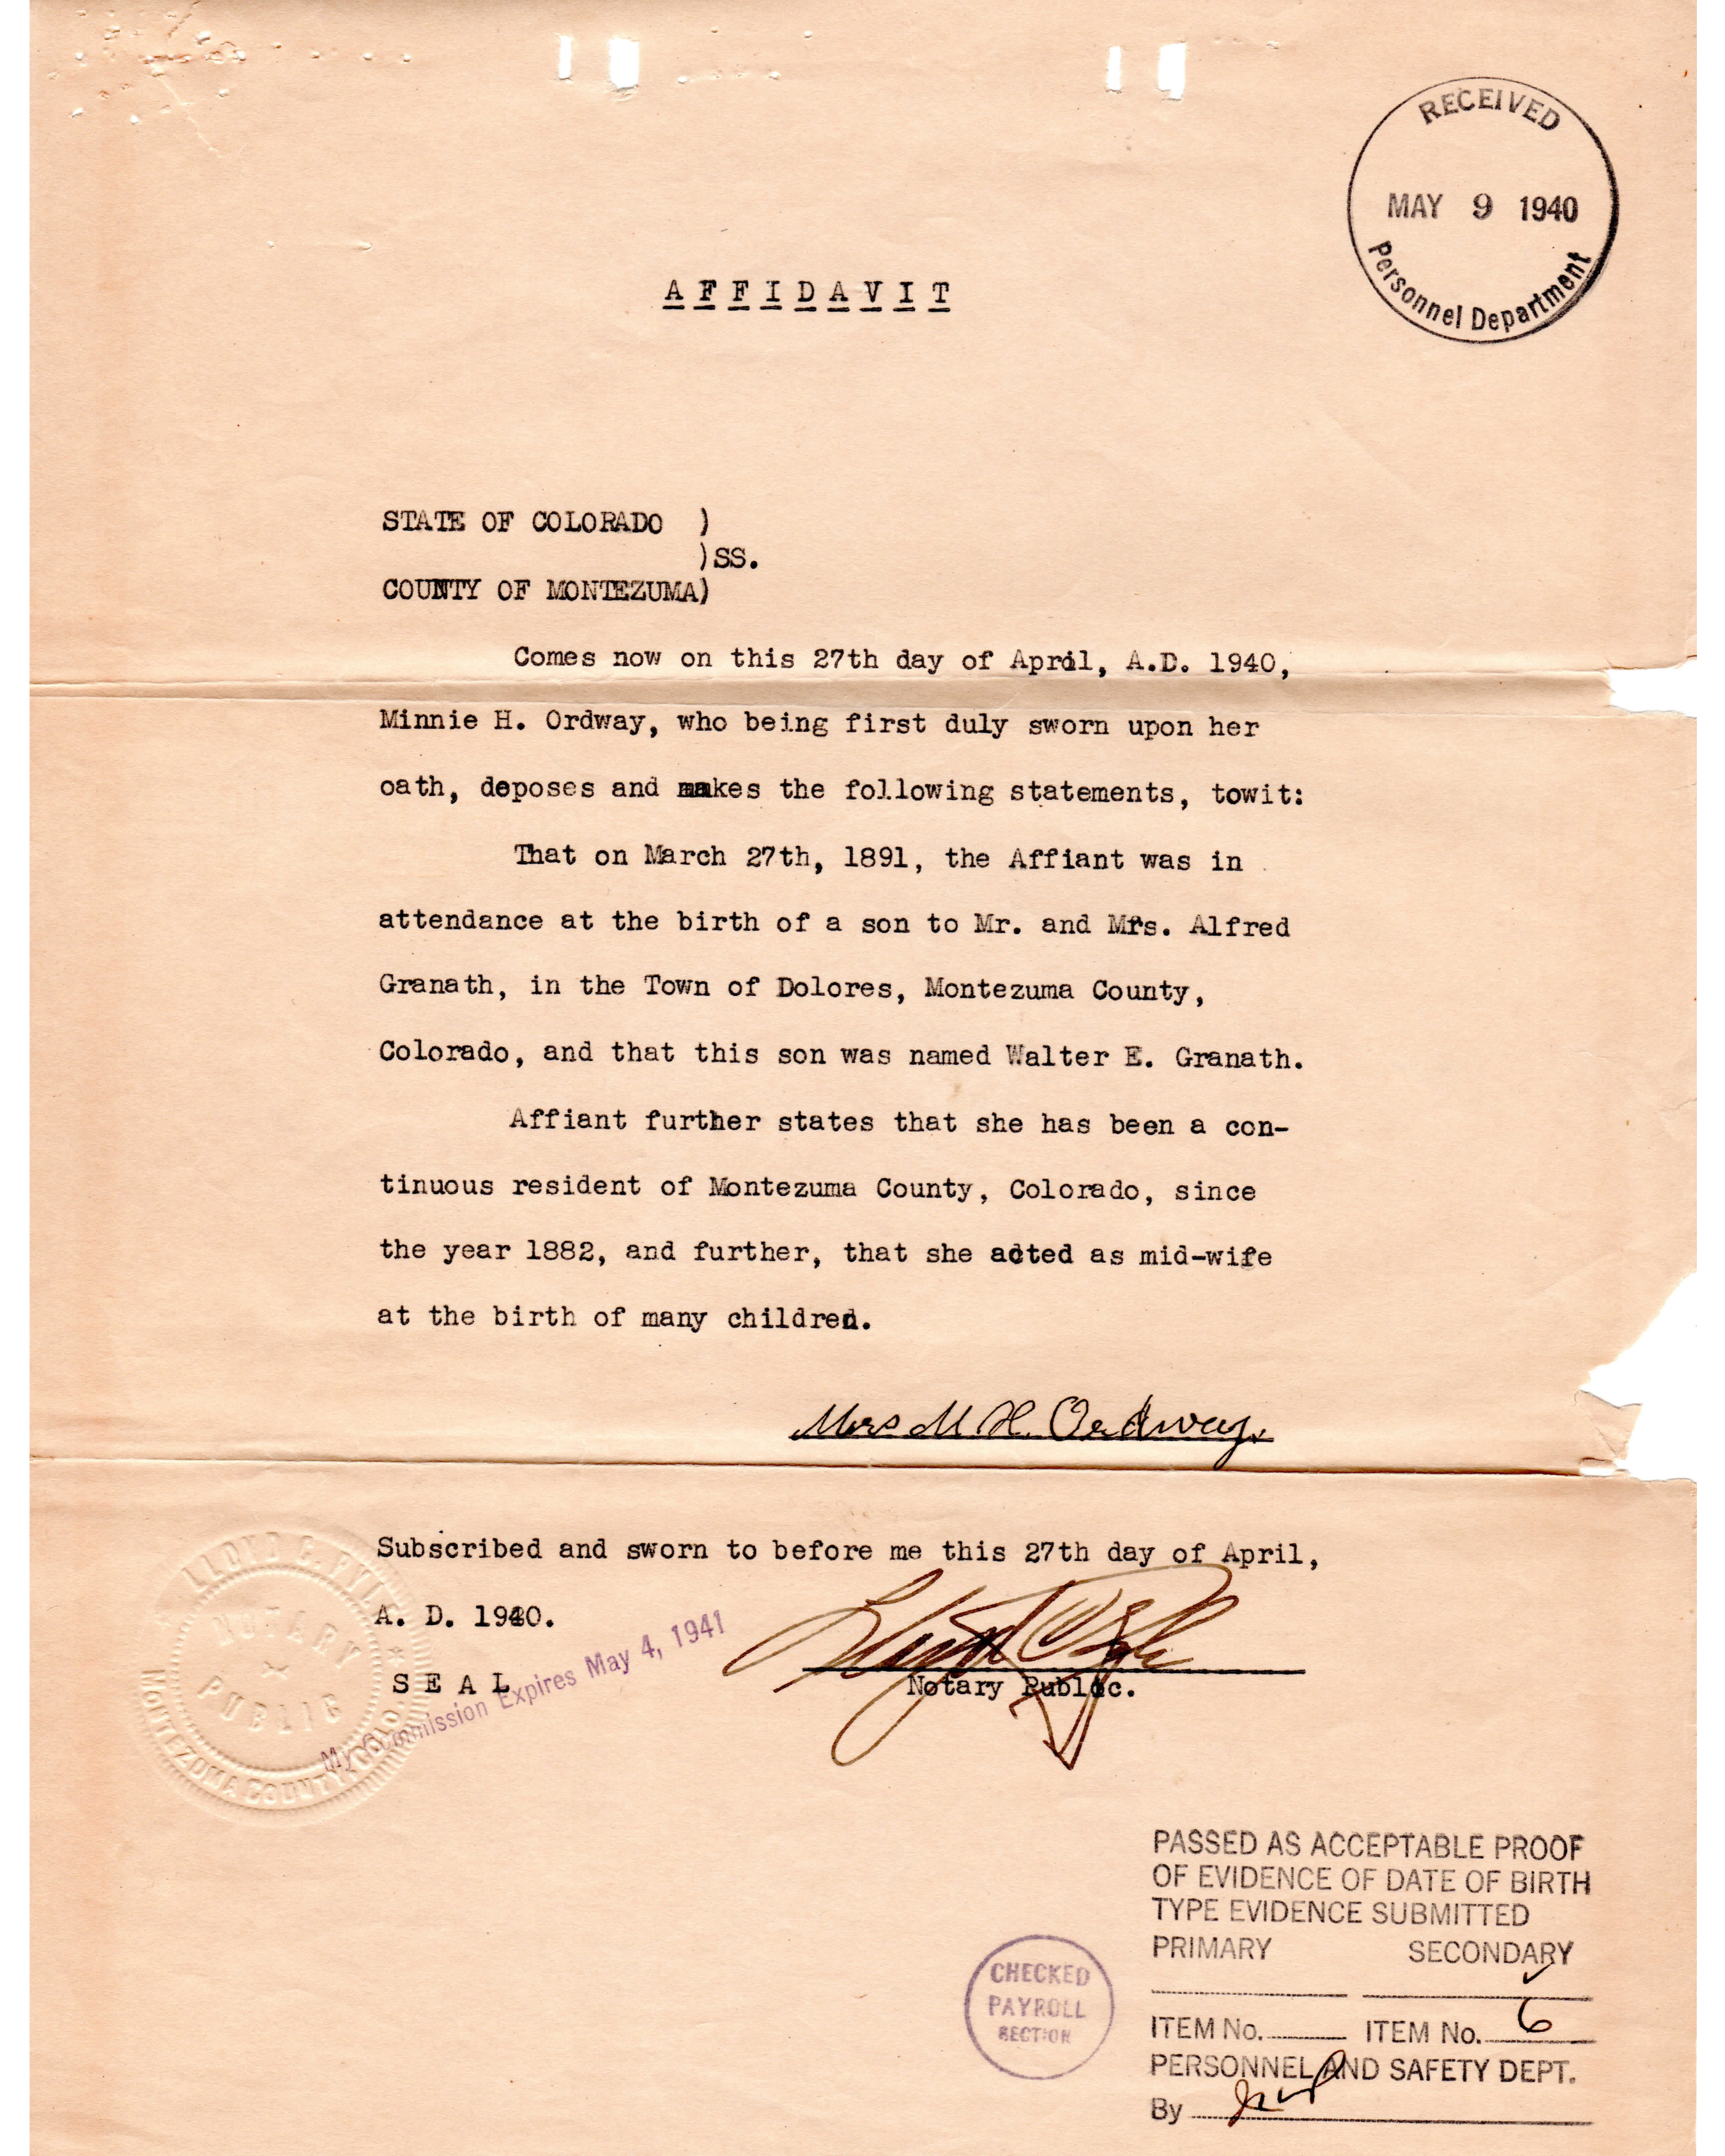 RECEIVED
MAY 9 1940
Personnel Department
AFFIDAVIT
STATE OF COLORADO )
)SS.
COUNTY OF MONTEZUMA)
Comes now on this 27th day of April, A.D. 1940,
Minnie H. Ordway, who being first duly sworn upon her
oath, deposes and makes the following statements, towit:
That on March 27th, 1891, the Affiant was in
attendance at the birth of a son to Mr. and Mrs. Alfred
Granath, in the Town of Dolores, Montezuma County,
Colorado, and that this son was named Walter E. Granath.
Affiant further states that she has been a con-
tinuous resident of Montezuma County, Colorado, since
the year 1882, and further, that she acted as mid-wife
at the birth of many children.
Mrs M H. Ordway.
Subscribed and sworn to before me this 27th day of April,
A. D. 1940.
SEAL
My Commission Expires May 4, 1941
Notary Public.
LLOYD
NOTARY
PUBLIC
MONTEZUMA COUNTY, COLO
PASSED AS ACCEPTABLE PROOF
OF EVIDENCE OF DATE OF BIRTH
TYPE EVIDENCE SUBMITTED
PRIMARY SECONDARY
✓
ITEM No. ITEM No. 6
PERSONNEL AND SAFETY DEPT.
By
CHECKED
PAYROLL
SECTION